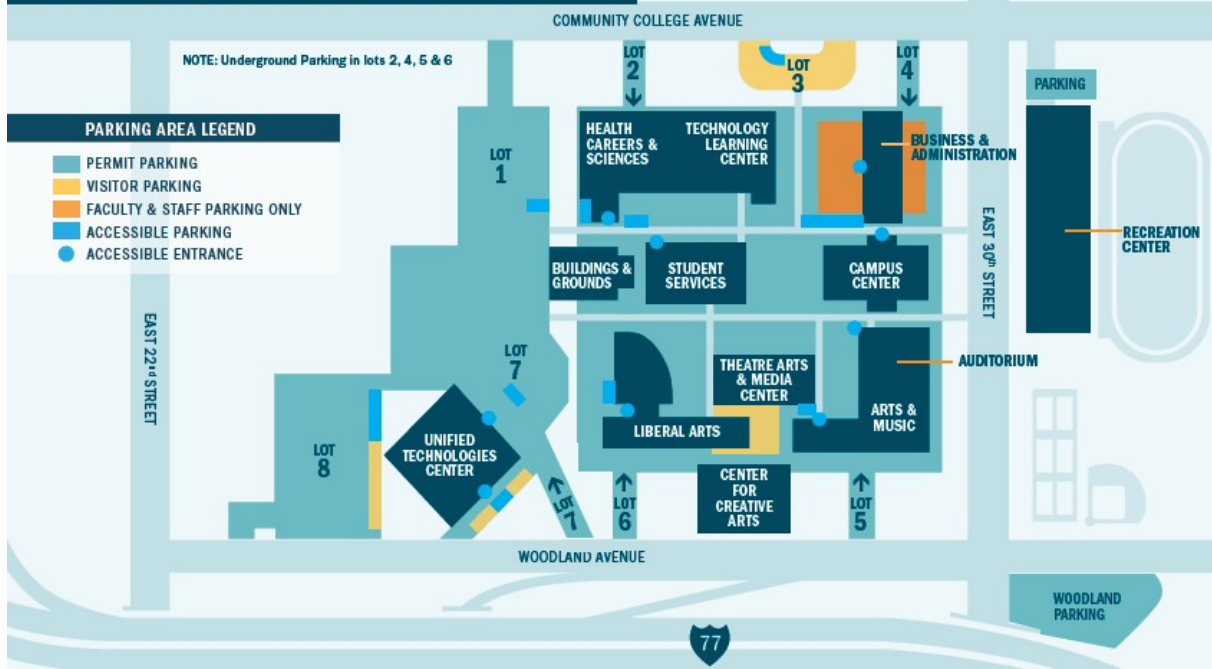 COMMUNITY COLLEGE AVENUE
NOTE: Underground Parking in lots 2, 4, 5 & 6
LOT
2
LOT
3
LOT
4
PARKING
PARKING AREA LEGEND
PERMIT PARKING
VISITOR PARKING
FACULTY & STAFF PARKING ONLY
ACCESSIBLE PARKING
ACCESSIBLE ENTRANCE
LOT
1
HEALTH
CAREERS &
SCIENCES
TECHNOLOGY
LEARNING
CENTER
BUSINESS &
ADMINISTRATION
EAST 30th STREET
RECREATION
CENTER
BUILDINGS &
GROUNDS
STUDENT
SERVICES
CAMPUS
CENTER
EAST 22nd STREET
LOT
7
THEATRE ARTS
& MEDIA
CENTER
AUDITORIUM
ARTS &
MUSIC
LIBERAL ARTS
LOT
8
UNIFIED
TECHNOLOGIES
CENTER
CENTER
FOR
CREATIVE
ARTS
LOT
7
LOT
6
LOT
5
WOODLAND AVENUE
WOODLAND
PARKING
77